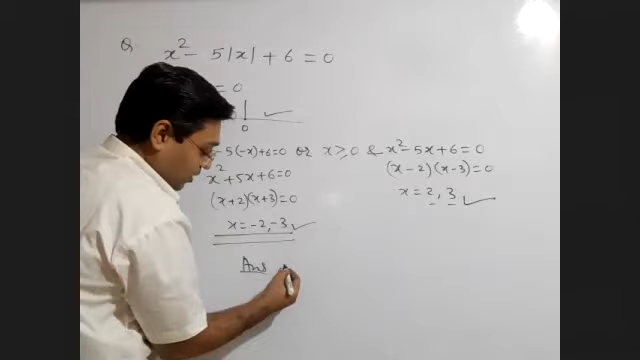 Q x² - 5|x| + 6 = 0
= 0
0
- 5(-x)+6=0 or x ≥ 0 & x² - 5x + 6 = 0
x² + 5x + 6 = 0 (x-2)(x-3) = 0
(x+2)(x+3) = 0 x = 2, 3
x = -2, -3
Ans